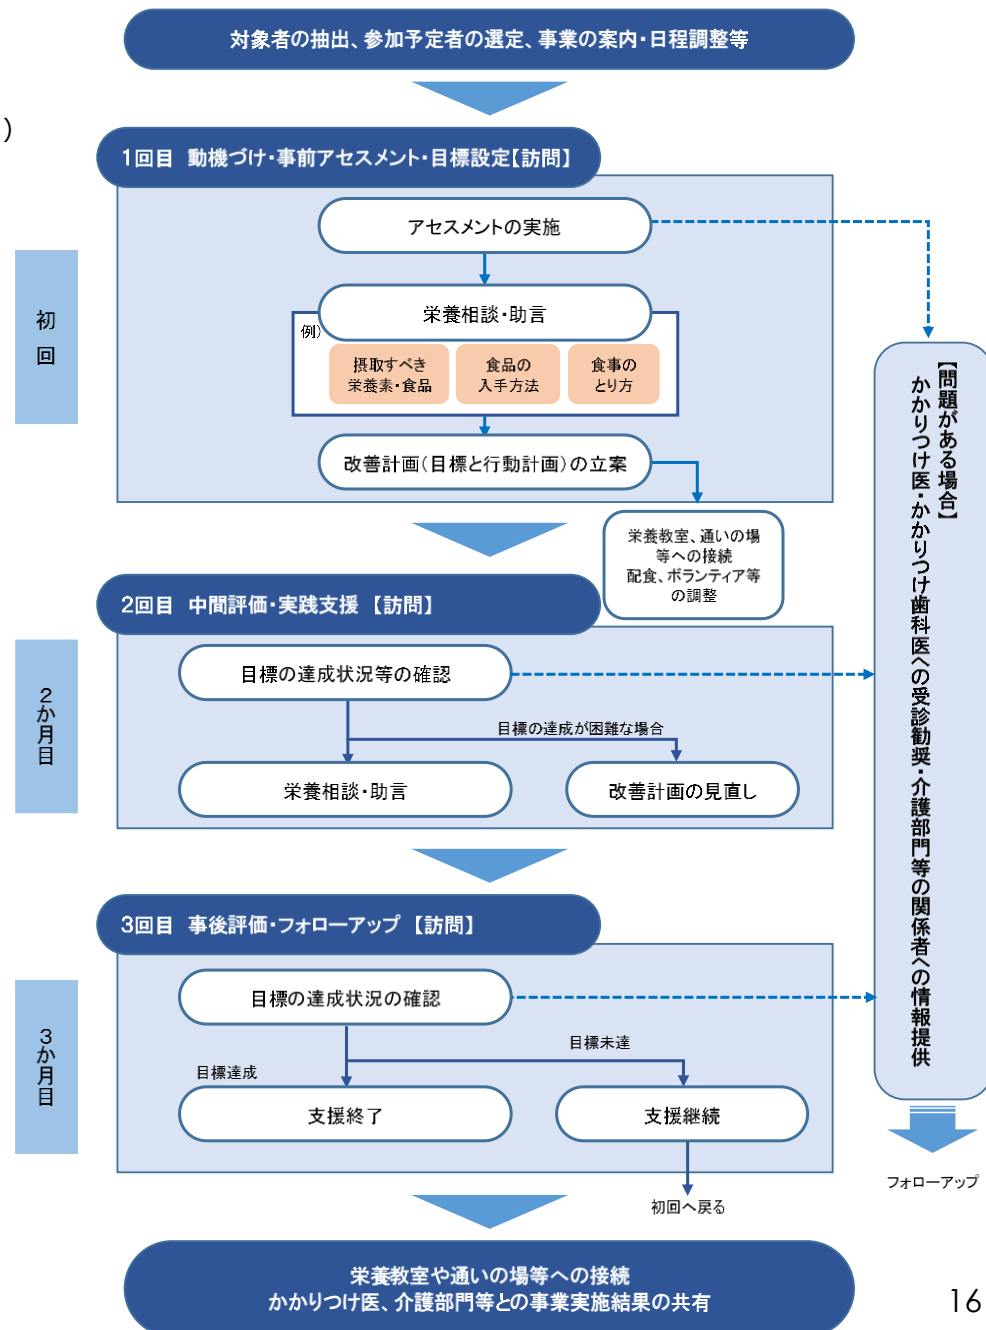 対象者の抽出、参加予定者の選定、事業の案内・日程調整等
)
1回目 動機づけ・事前アセスメント・目標設定【訪問】
初回
アセスメントの実施
栄養相談・助言
例)
摂取すべき
栄養素・食品
食品の
入手方法
食事の
とり方
改善計画(目標と行動計画)の立案
栄養教室、通いの場
等への接続
配食、ボランティア等
の調整
【問題がある場合】
かかりつけ医・かかりつけ歯科医への受診勧奨・介護部門等の関係者への情報提供
2回目 中間評価・実践支援 【訪問】
2か月目
目標の達成状況等の確認
目標の達成が困難な場合
栄養相談・助言
改善計画の見直し
3回目 事後評価・フォローアップ 【訪問】
3か月目
目標の達成状況の確認
目標未達
目標達成
支援終了
支援継続
初回へ戻る
フォローアップ
栄養教室や通いの場等への接続
かかりつけ医、介護部門等との事業実施結果の共有
16